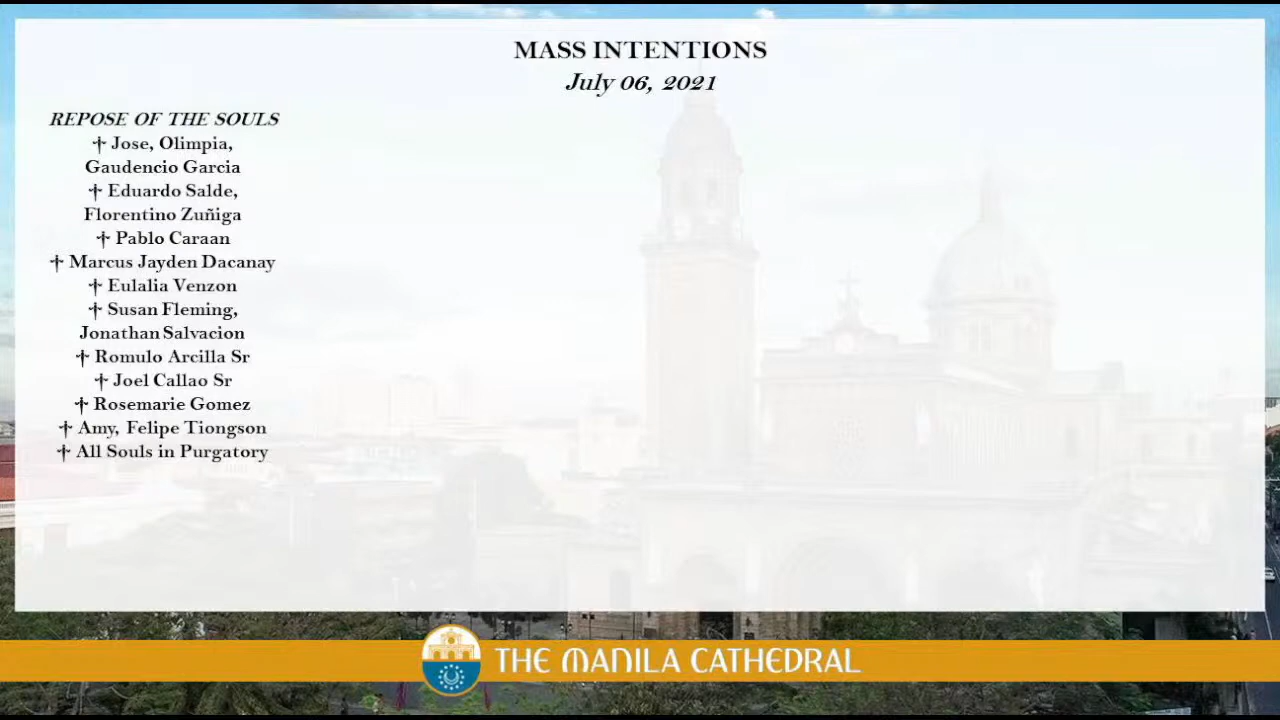 MASS INTENTIONS
July 06, 2021
REPOSE OF THE SOULS
✝ Jose, Olimpia,
Gaudencio Garcia
✝ Eduardo Salde,
Florentino Zuñiga
✝ Pablo Caraan
✝ Marcus Jayden Dacanay
✝ Eulalia Venzon
✝ Susan Fleming,
Jonathan Salvacion
✝ Romulo Arcilla Sr
✝ Joel Callao Sr
✝ Rosemarie Gomez
✝ Amy, Felipe Tiongson
✝ All Souls in Purgatory
THE MANILA CATHEDRAL